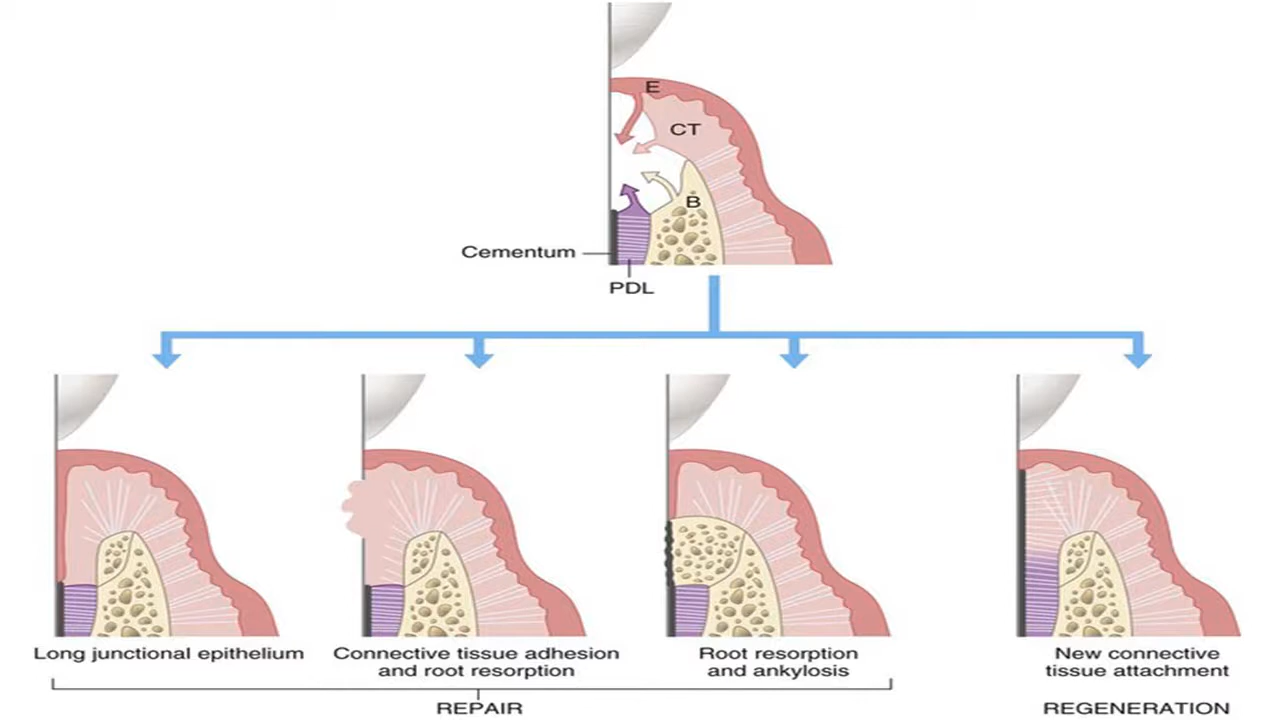 E
CT
B
Cementum
PDL
Long junctional epithelium
Connective tissue adhesion
and root resorption
Root resorption
and ankylosis
New connective
tissue attachment
REPAIR
REGENERATION